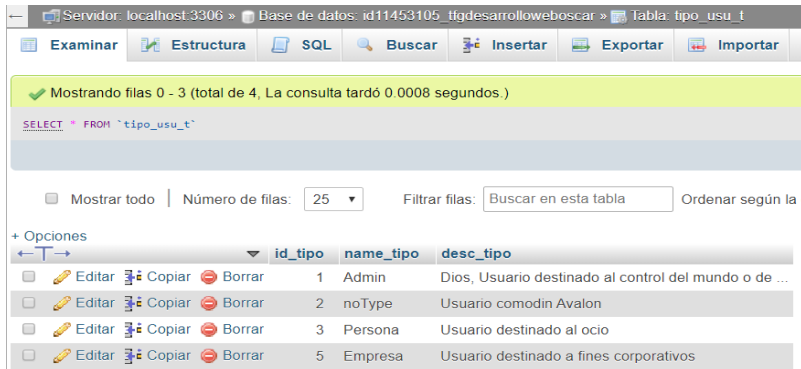 Servidor: localhost:3306 » Base de datos: id11453105_tfgdesarrolloweboscar » Tabla: tipo_usu_t
Examinar Estructura SQL Buscar Insertar Exportar Importar
Mostrando filas 0 - 3 (total de 4, La consulta tardó 0.0008 segundos.)
SELECT * FROM `tipo_usu_t`
Mostrar todo | Número de filas: 25 Filtrar filas: Buscar en esta tabla Ordenar según la
+ Opciones
←T→ id_tipo name_tipo desc_tipo
Editar Copiar Borrar 1 Admin Dios, Usuario destinado al control del mundo o de ...
Editar Copiar Borrar 2 noType Usuario comodin Avalon
Editar Copiar Borrar 3 Persona Usuario destinado al ocio
Editar Copiar Borrar 5 Empresa Usuario destinado a fines corporativos